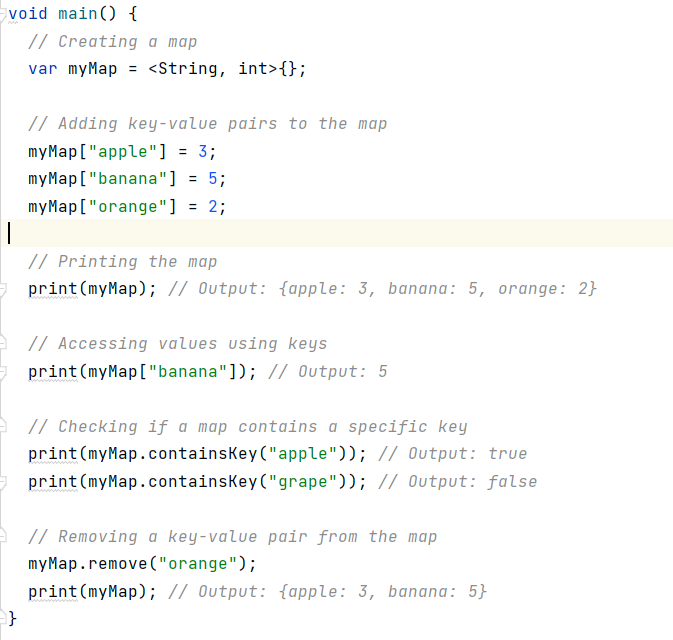 void main() {
  // Creating a map
  var myMap = <String, int>{};

  // Adding key-value pairs to the map
  myMap["apple"] = 3;
  myMap["banana"] = 5;
  myMap["orange"] = 2;

  // Printing the map
  print(myMap); // Output: {apple: 3, banana: 5, orange: 2}

  // Accessing values using keys
  print(myMap["banana"]); // Output: 5

  // Checking if a map contains a specific key
  print(myMap.containsKey("apple")); // Output: true
  print(myMap.containsKey("grape")); // Output: false

  // Removing a key-value pair from the map
  myMap.remove("orange");
  print(myMap); // Output: {apple: 3, banana: 5}
}